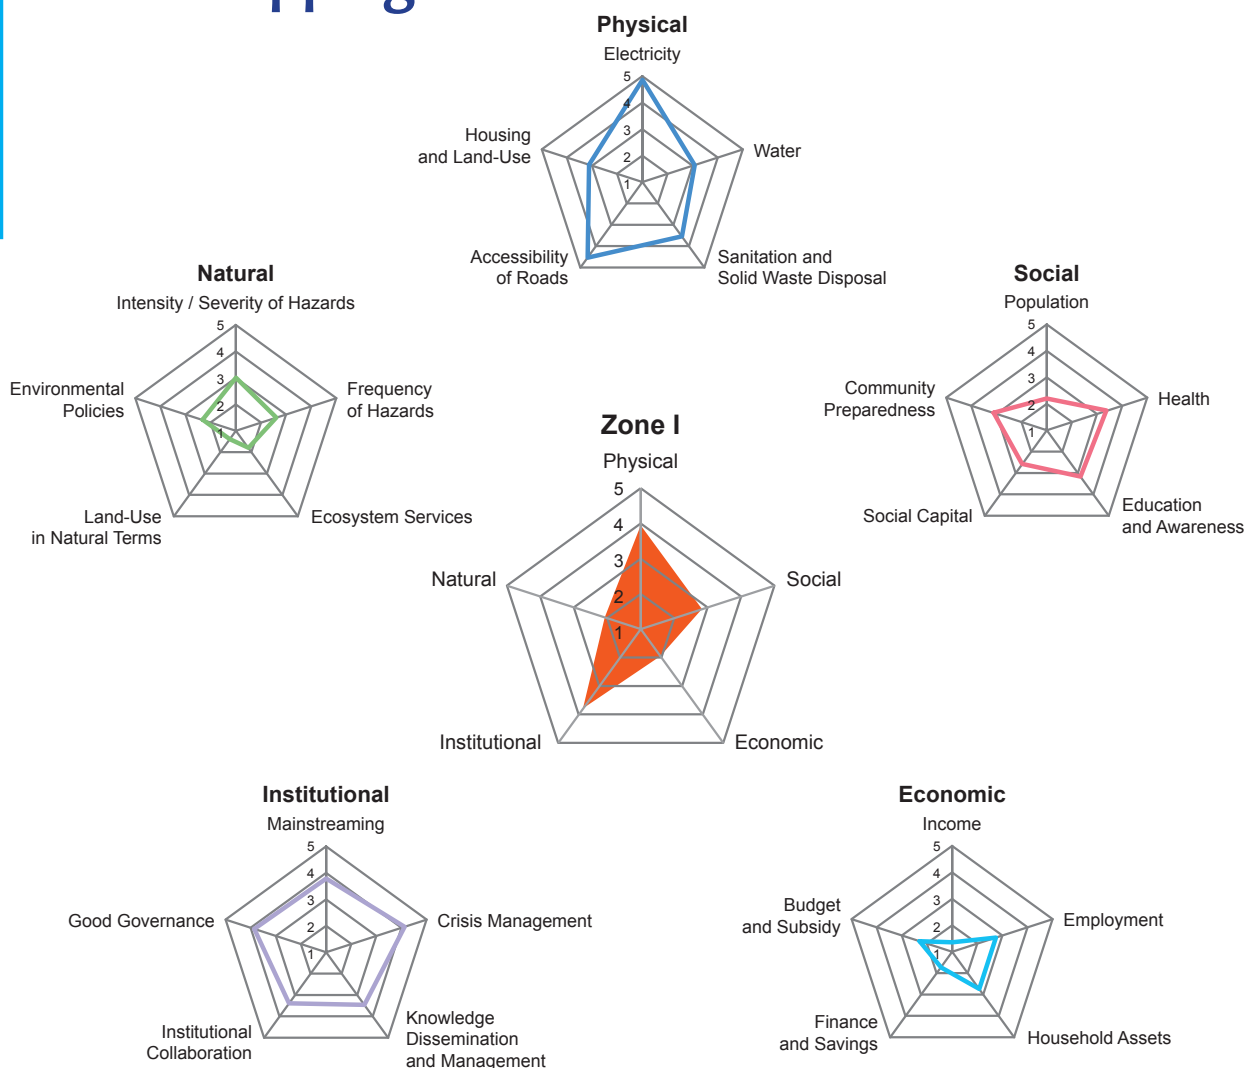 Physical
Electricity
5
4
3
2
1
Housing
and Land-Use
Water
Accessibility
of Roads
Sanitation and
Solid Waste Disposal
Natural
Intensity / Severity of Hazards
5
4
3
2
1
Environmental
Policies
Frequency
of Hazards
Land-Use
in Natural Terms
Ecosystem Services
Social
Population
5
4
3
2
1
Community
Preparedness
Health
Social Capital
Education
and Awareness
Zone I
Physical
5
4
3
2
1
Natural
Social
Institutional
Economic
Institutional
Mainstreaming
5
4
3
2
1
Good Governance
Crisis Management
Institutional
Collaboration
Knowledge
Dissemination
and Management
Economic
Income
5
4
3
2
1
Budget
and Subsidy
Employment
Finance
and Savings
Household Assets